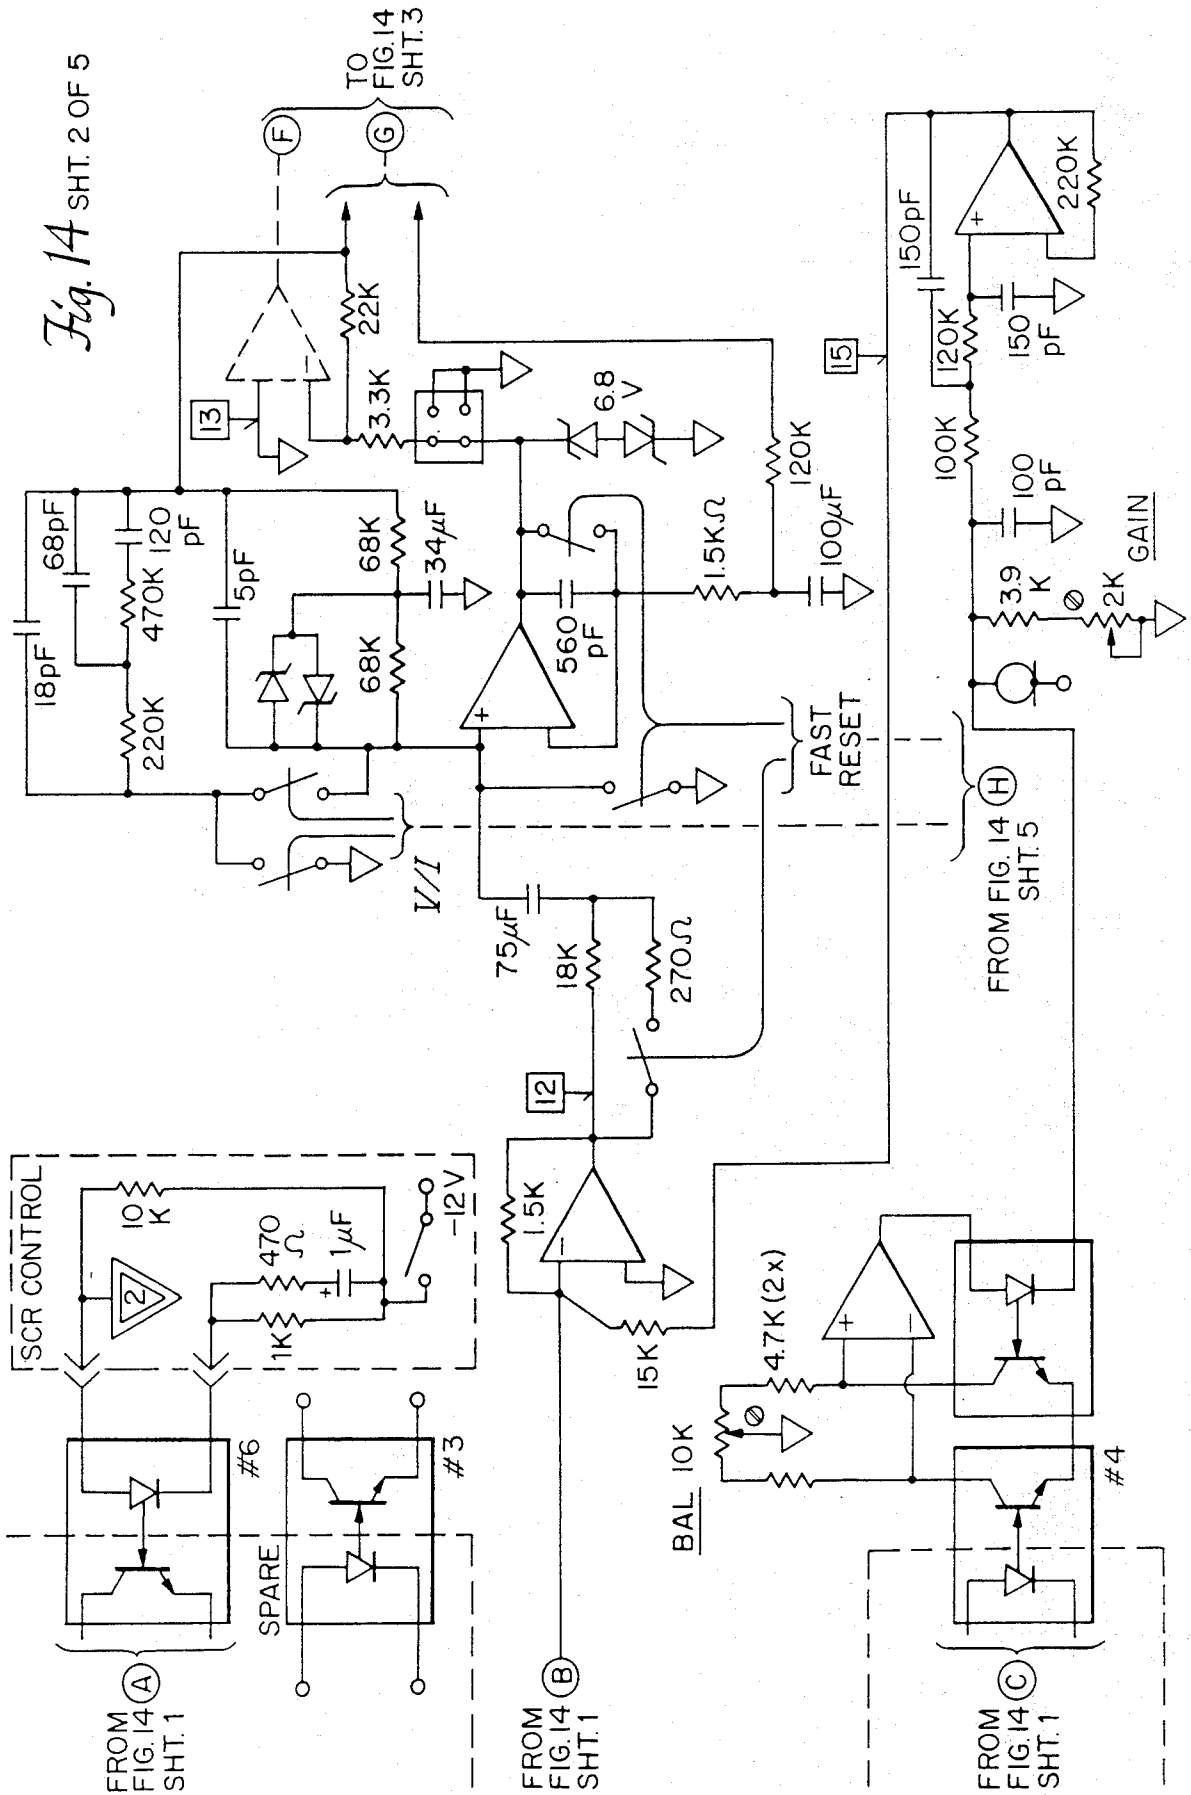 Fig. 14 SHT. 2 OF 5
TO
FIG. 14
SHT. 3
F
G
SCR CONTROL
2
10
K
470
Ω
1µF
+
1K
-12V
#6
FROM
FIG. 14
SHT. 1
A
SPARE
#3
18pF
68pF
120
pF
470K
220K
5pF
68K
68K
34µF
V/I
13
22K
3.3K
6.8
V
+
-
560
pF
1.5KΩ
120K
100µF
FAST
RESET
75µF
18K
270Ω
12
1.5K
-
15K
FROM
FIG. 14
SHT. 1
B
15
150pF
120K
150
pF
+
220K
100K
100
pF
3.9
K
2K
GAIN
FROM FIG. 14
SHT. 5
H
BAL 10K
4.7K (2x)
+
-
#4
FROM
FIG. 14
SHT. 1
C